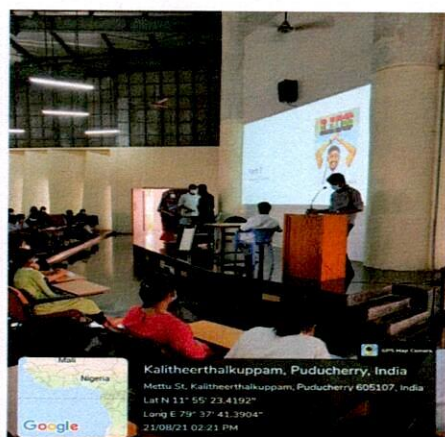 GPS Map Camera
Mali
Nigeria
Google
Kalitheerthalkuppam, Puducherry, India
Mettu St, Kalitheerthalkuppam, Puducherry 605107, India
Lat N 11° 55' 23.4192"
Long E 79° 37' 41.3904"
21/08/21 02:21 PM